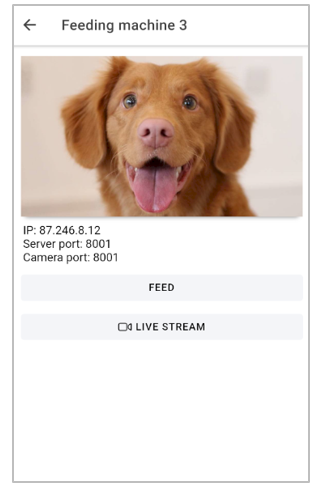 Feeding machine 3
IP: 87.246.8.12
Server port: 8001
Camera port: 8001
FEED
LIVE STREAM